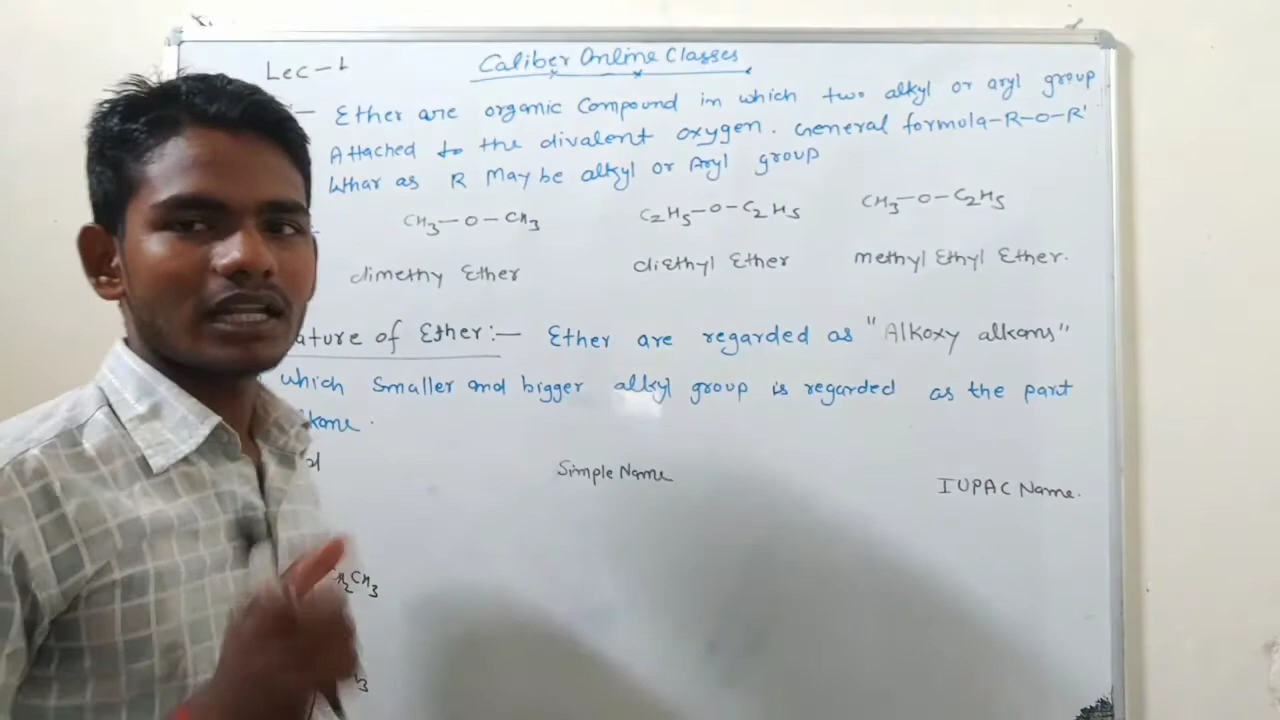 Lec-1
Caliber Online Classes
:- Ether are organic Compound in which two alkyl or aryl group
Attached to the divalent oxygen. General formula-R-O-R'
Whar as R May be alkyl or Aryl group
CH3-O-CH3 C2H5-O-C2H5 CH3-O-C2H5
dimethy Ether diethyl Ether methyl Ethyl Ether.
ature of Ether:- Ether are regarded as "Alkoxy alkans"
which Smaller and bigger alkyl group is regarded as the part
kane.
Simple Name IUPAC Name.
H2CH3
3